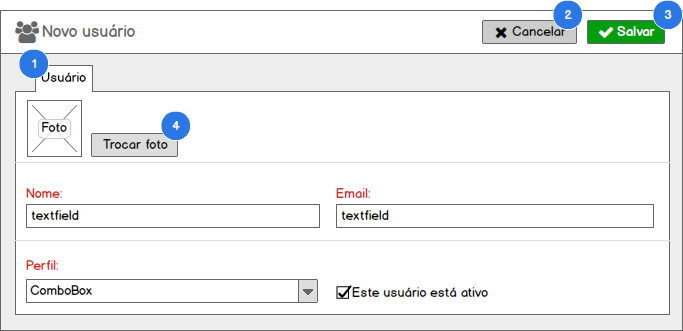 Novo usuário
2
Cancelar
3
Salvar
1
Usuário
Foto
4
Trocar foto
Nome:
Email:
textfield
textfield
Perfil:
ComboBox
Este usuário está ativo